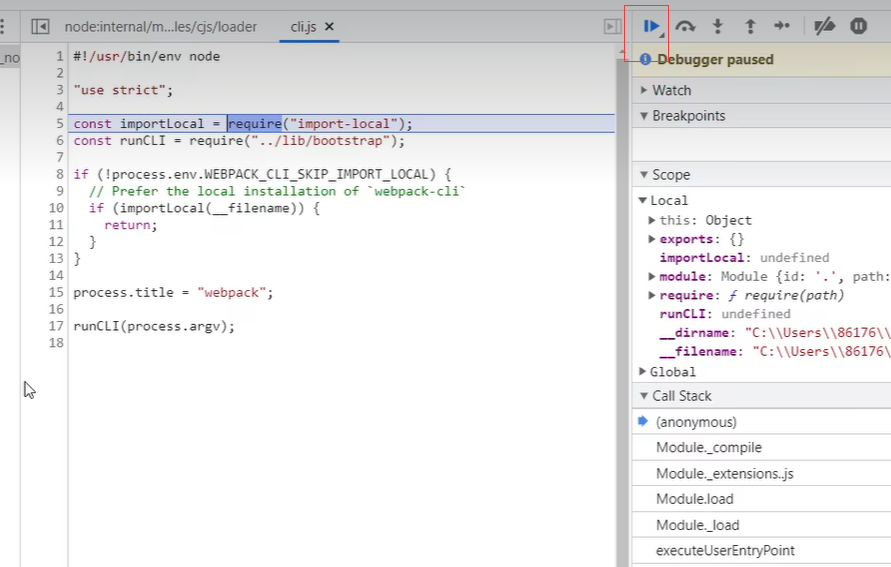 node:internal/m...les/cjs/loader
cli.js ×
_no
1 #!/usr/bin/env node
2
3 "use strict";
4
5 const importLocal = require("import-local");
6 const runCLI = require("../lib/bootstrap");
7
8 if (!process.env.WEBPACK_CLI_SKIP_IMPORT_LOCAL) {
9 // Prefer the local installation of `webpack-cli`
10 if (importLocal(__filename)) {
11 return;
12 }
13 }
14
15 process.title = "webpack";
16
17 runCLI(process.argv);
18
Debugger paused
Watch
Breakpoints
Scope
Local
this: Object
exports: {}
importLocal: undefined
module: Module {id: '.', path:
require: ƒ require(path)
runCLI: undefined
__dirname: "C:\\Users\\86176\\
__filename: "C:\\Users\\86176\\
Global
Call Stack
(anonymous)
Module._compile
Module._extensions..js
Module.load
Module._load
executeUserEntryPoint